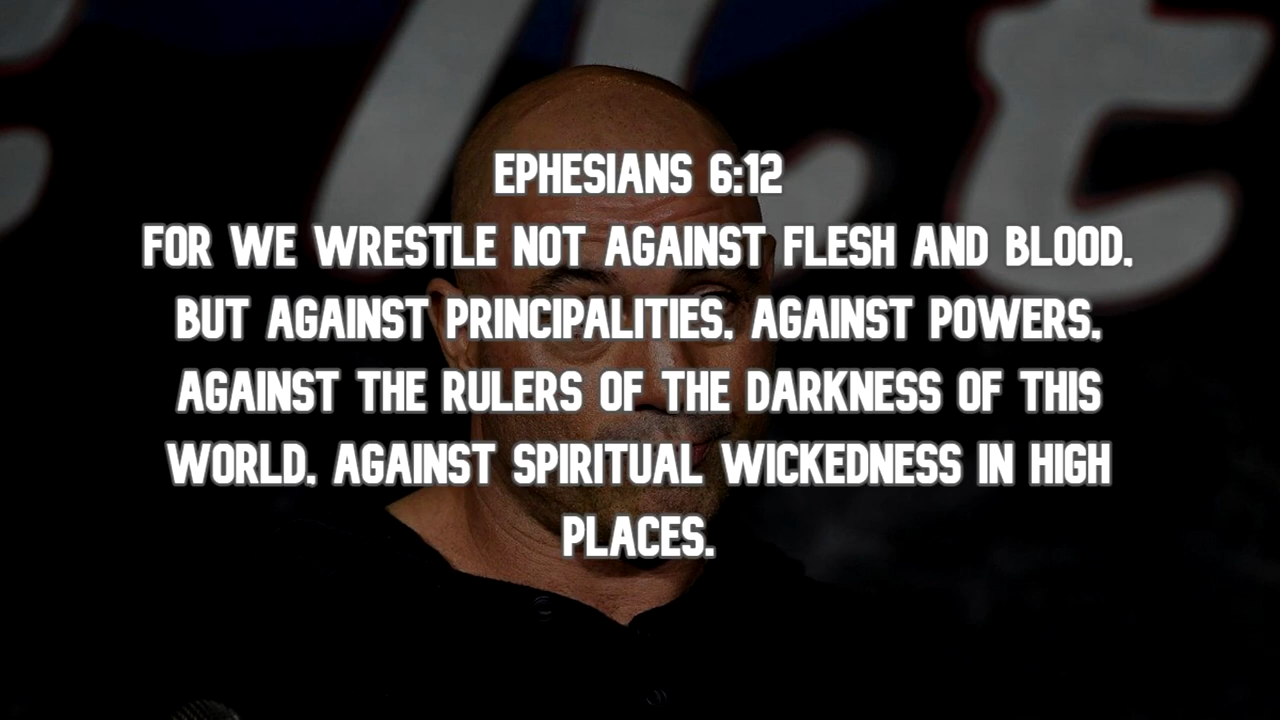 EPHESIANS 6:12
FOR WE WRESTLE NOT AGAINST FLESH AND BLOOD,
BUT AGAINST PRINCIPALITIES, AGAINST POWERS,
AGAINST THE RULERS OF THE DARKNESS OF THIS
WORLD, AGAINST SPIRITUAL WICKEDNESS IN HIGH
PLACES.